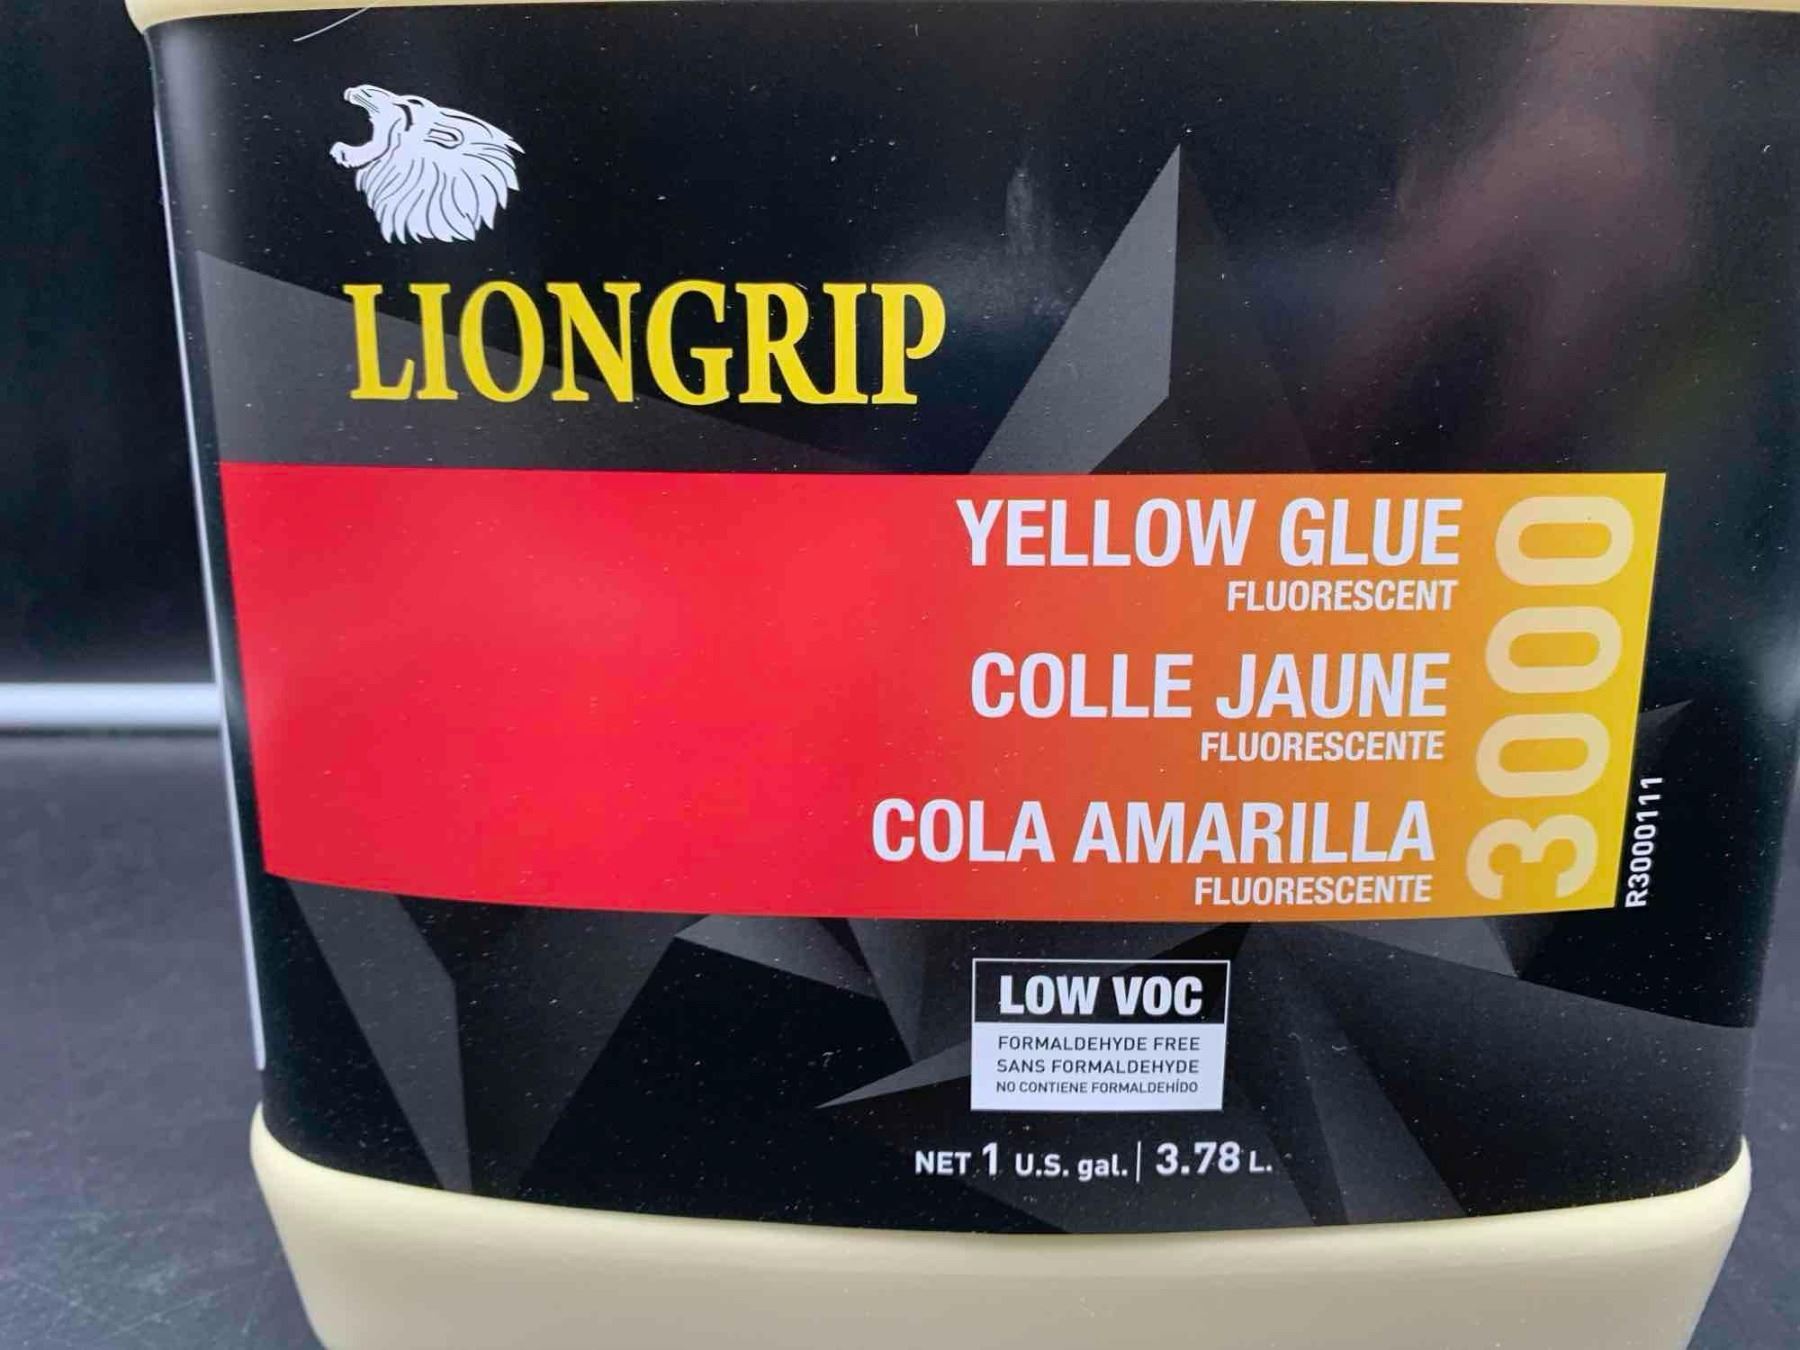 LIONGRIP
YELLOW GLUE
FLUORESCENT
COLLE JAUNE
FLUORESCENTE
COLA AMARILLA
FLUORESCENTE
3000
R3000111
LOW VOC
FORMALDEHYDE FREE
SANS FORMALDEHYDE
NO CONTIENE FORMALDEHÍDO
NET 1 U.S. gal. | 3.78 L.